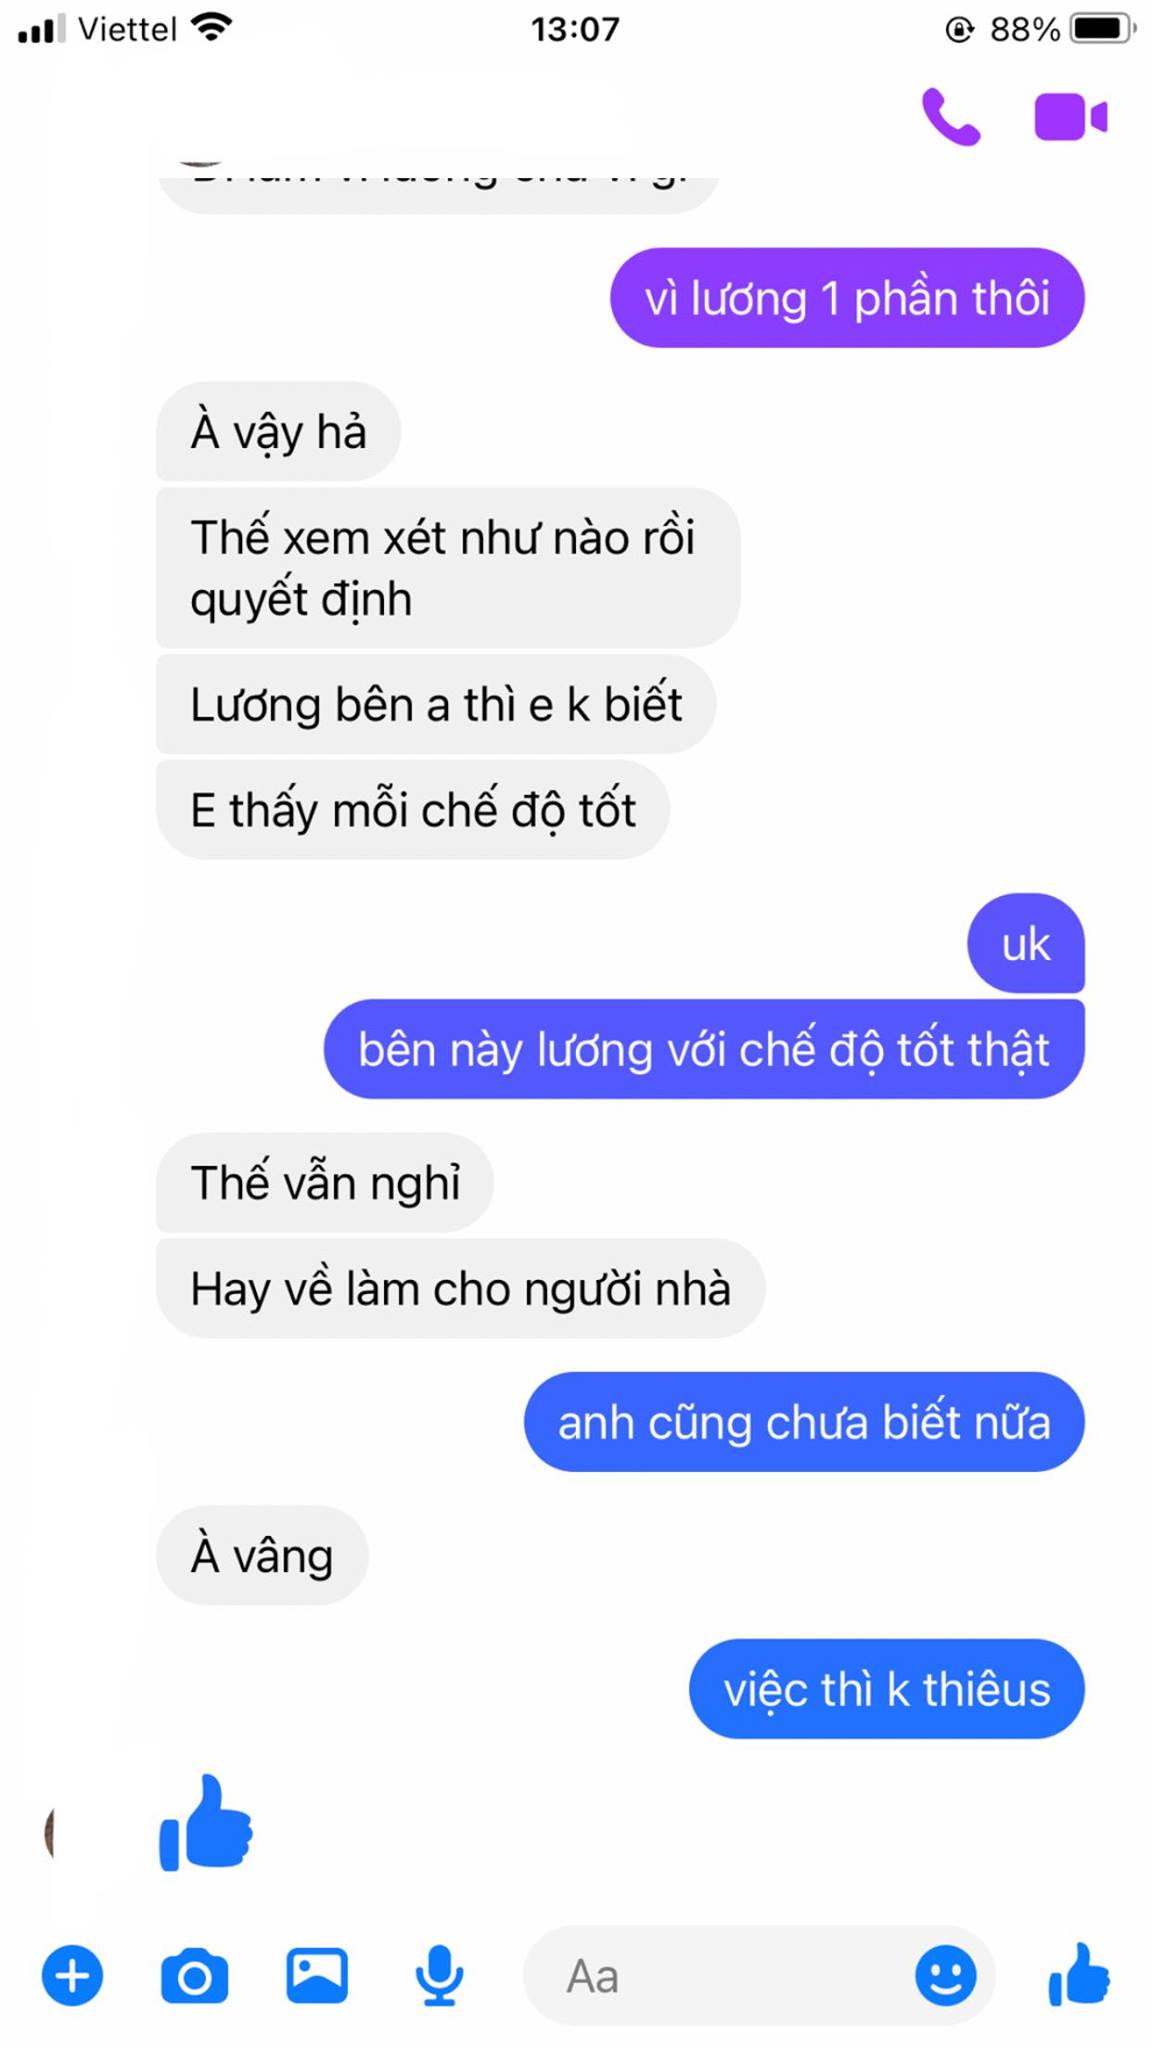 Viettel
13:07
88%
vì lương 1 phần thôi
À vậy hả
Thế xem xét như nào rồi
quyết định
Lương bên a thì e k biết
E thấy mỗi chế độ tốt
uk
bên này lương với chế độ tốt thật
Thế vẫn nghỉ
Hay về làm cho người nhà
anh cũng chưa biết nữa
À vâng
việc thì k thiêus
Aa